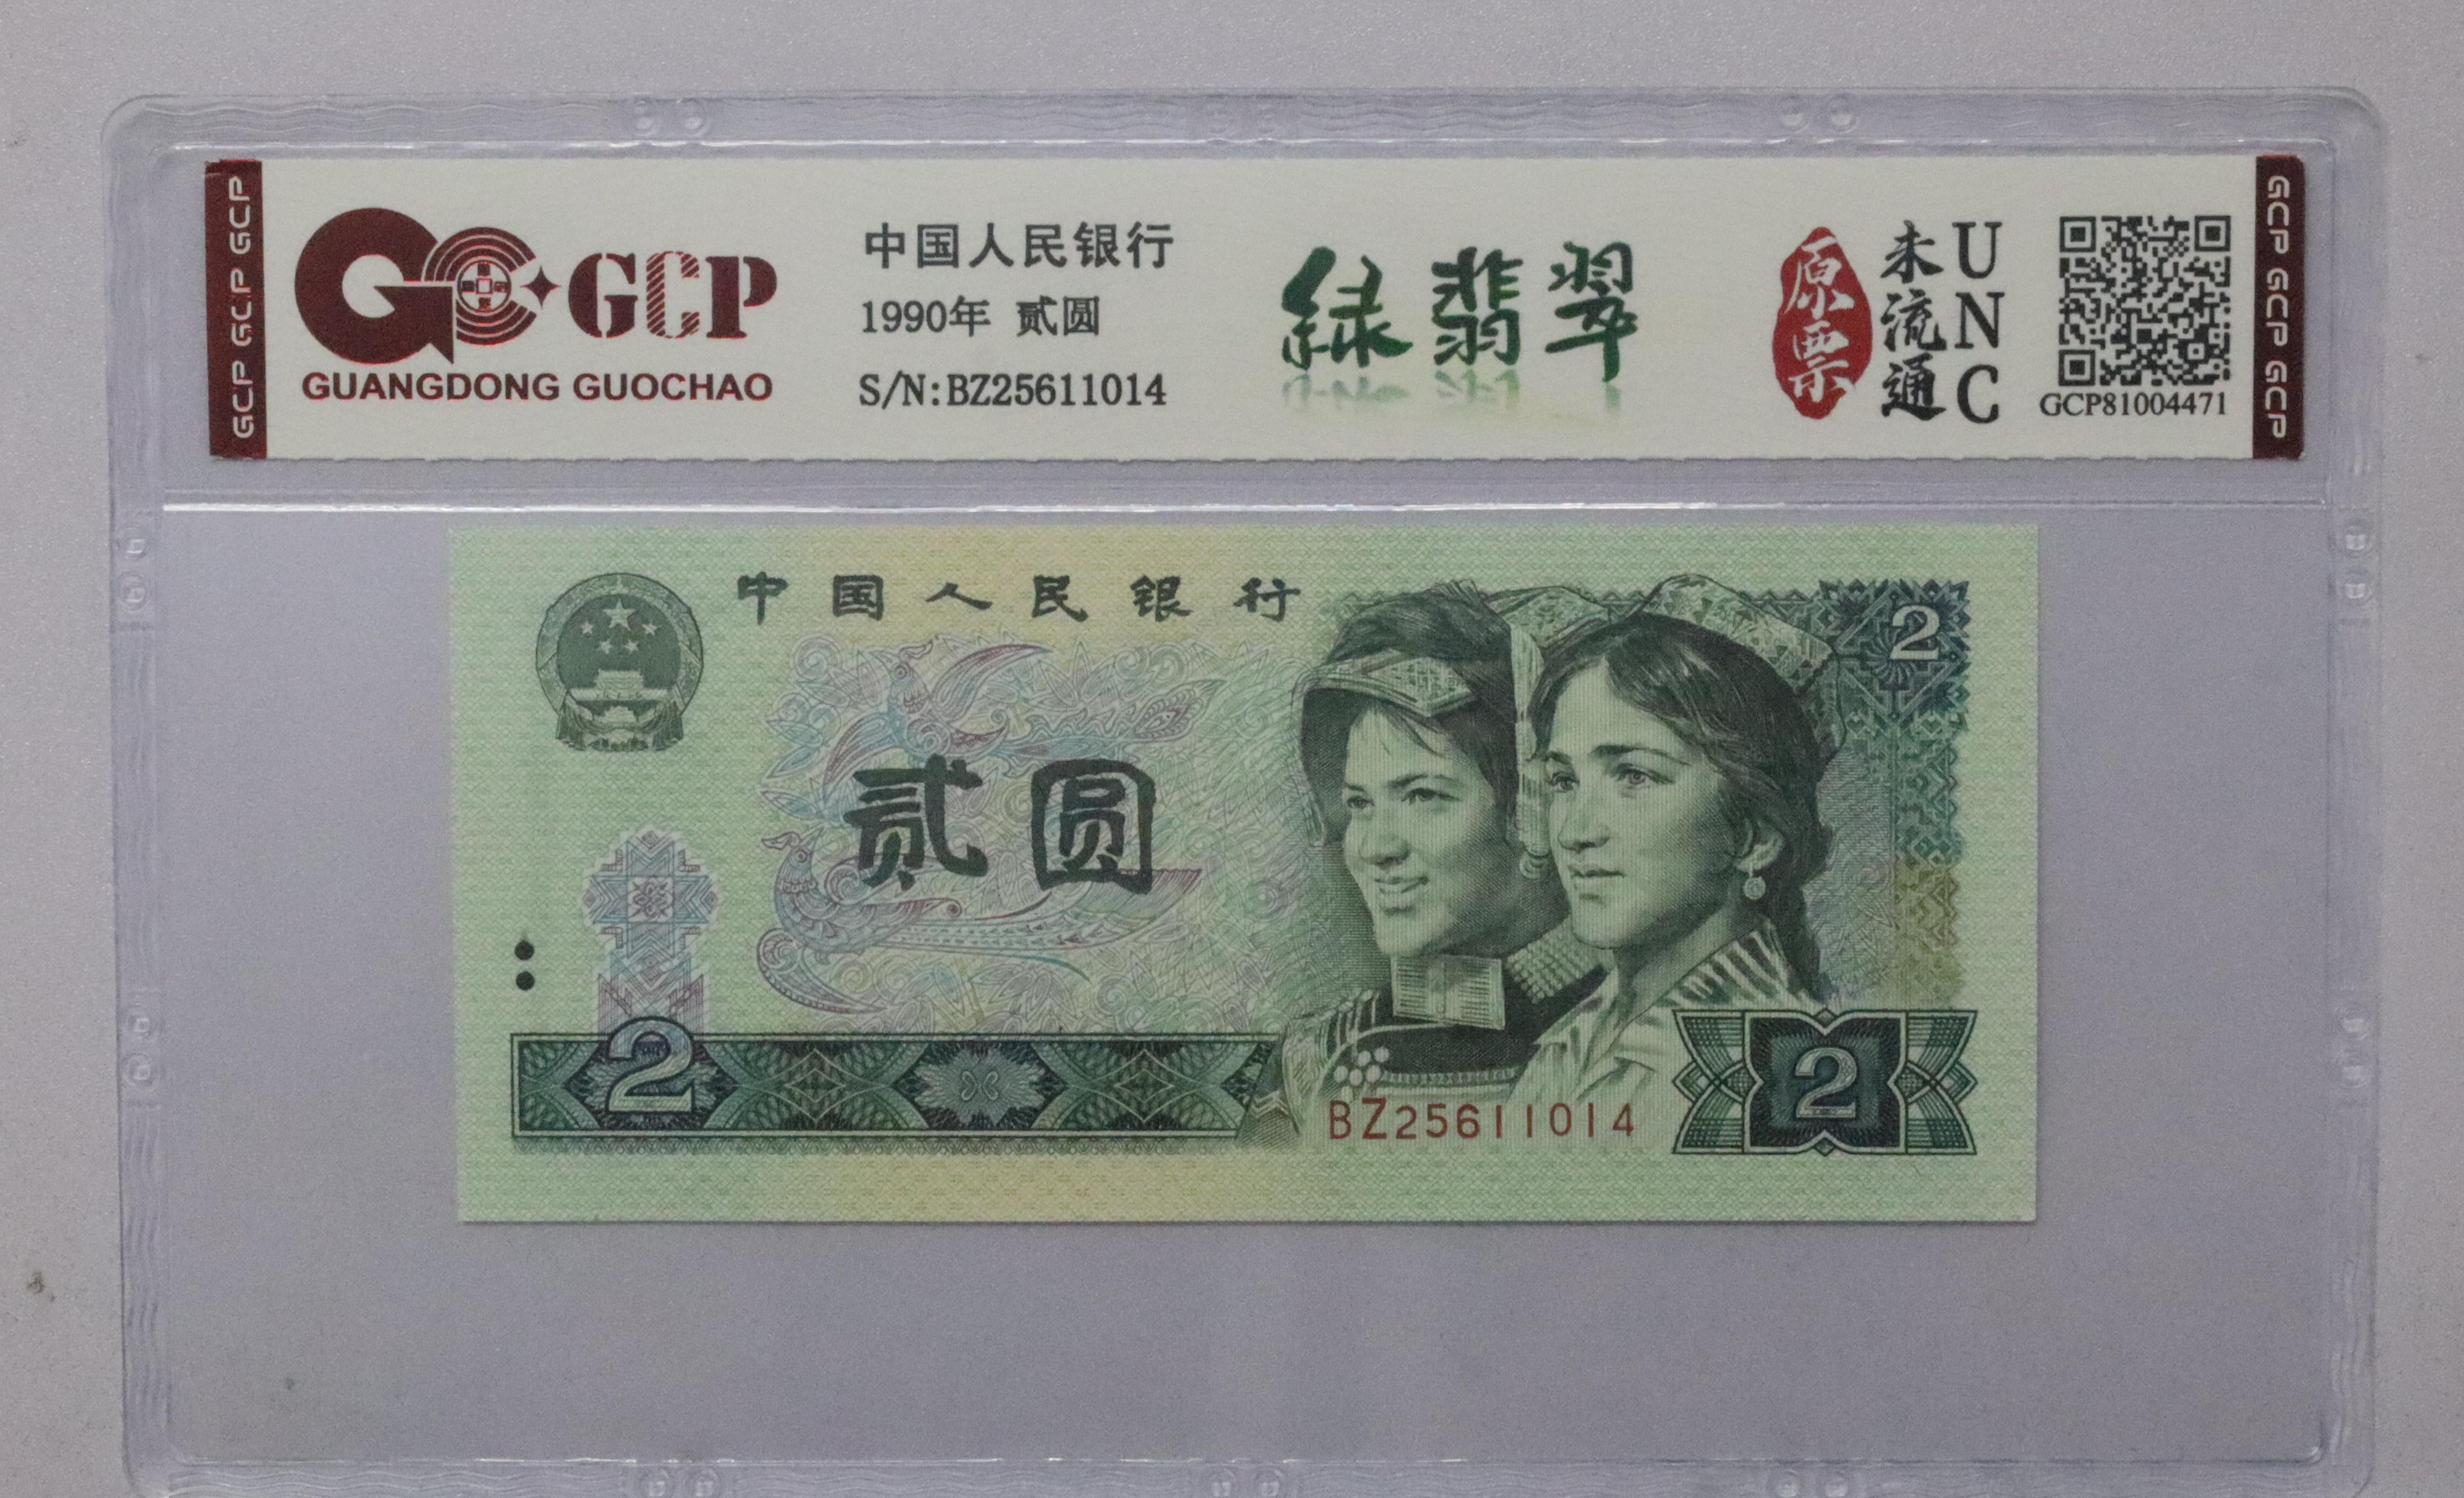 GCP GCP GCP
GCP
GUANGDONG GUOCHAO
中国人民银行
1990年 贰圆
S/N:BZ25611014
绿翡翠
原票
未流通
UNC
GCP81004471
GCP GCP GCP
中国人民银行
2
贰圆
2
BZ25611014
2